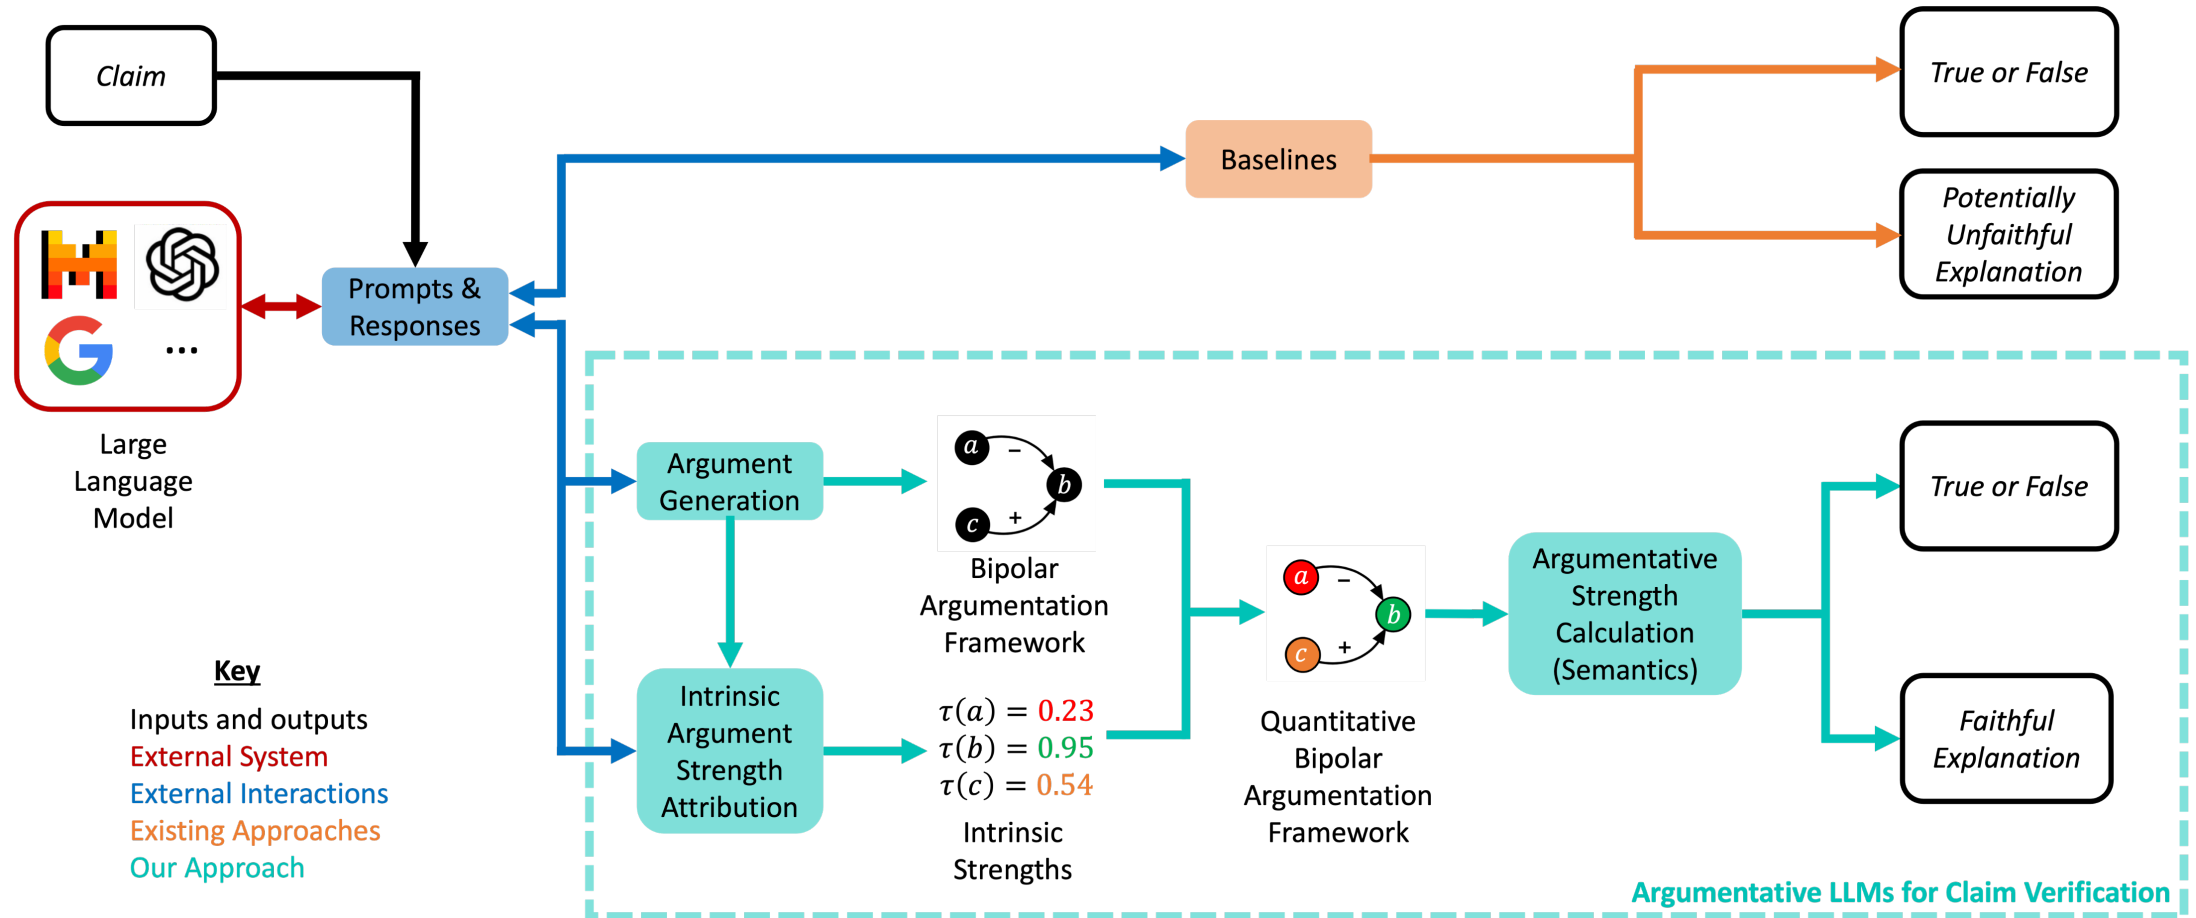 Claim
Large
Language
Model
Prompts &
Responses
Baselines
True or False
Potentially
Unfaithful
Explanation
Argument
Generation
a
−
b
c
+
Bipolar
Argumentation
Framework
Intrinsic
Argument
Strength
Attribution
τ(a) = 0.23
τ(b) = 0.95
τ(c) = 0.54
Intrinsic
Strengths
a
−
b
c
+
Quantitative
Bipolar
Argumentation
Framework
Argumentative
Strength
Calculation
(Semantics)
True or False
Faithful
Explanation
Key
Inputs and outputs
External System
External Interactions
Existing Approaches
Our Approach
Argumentative LLMs for Claim Verification